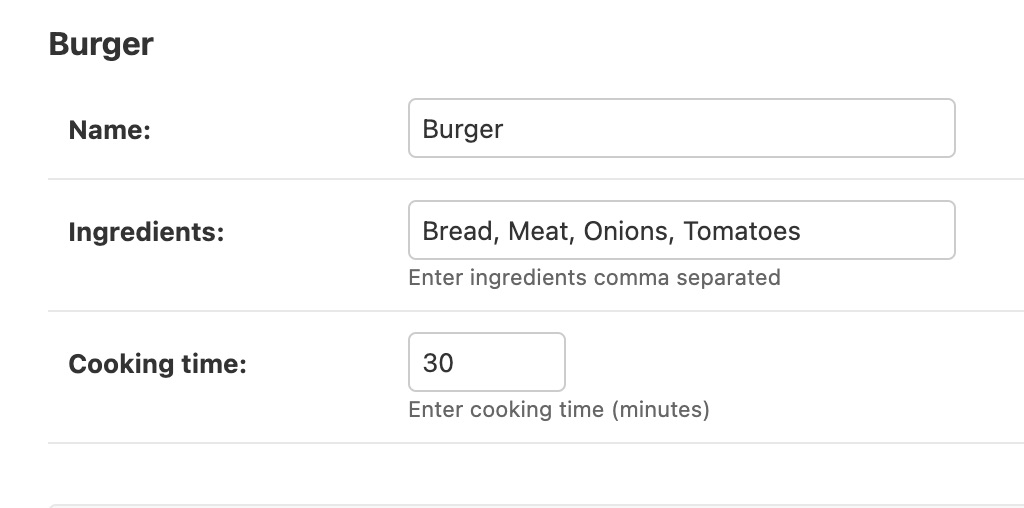 Burger
Name: Burger
Ingredients: Bread, Meat, Onions, Tomatoes
Enter ingredients comma separated
Cooking time: 30
Enter cooking time (minutes)